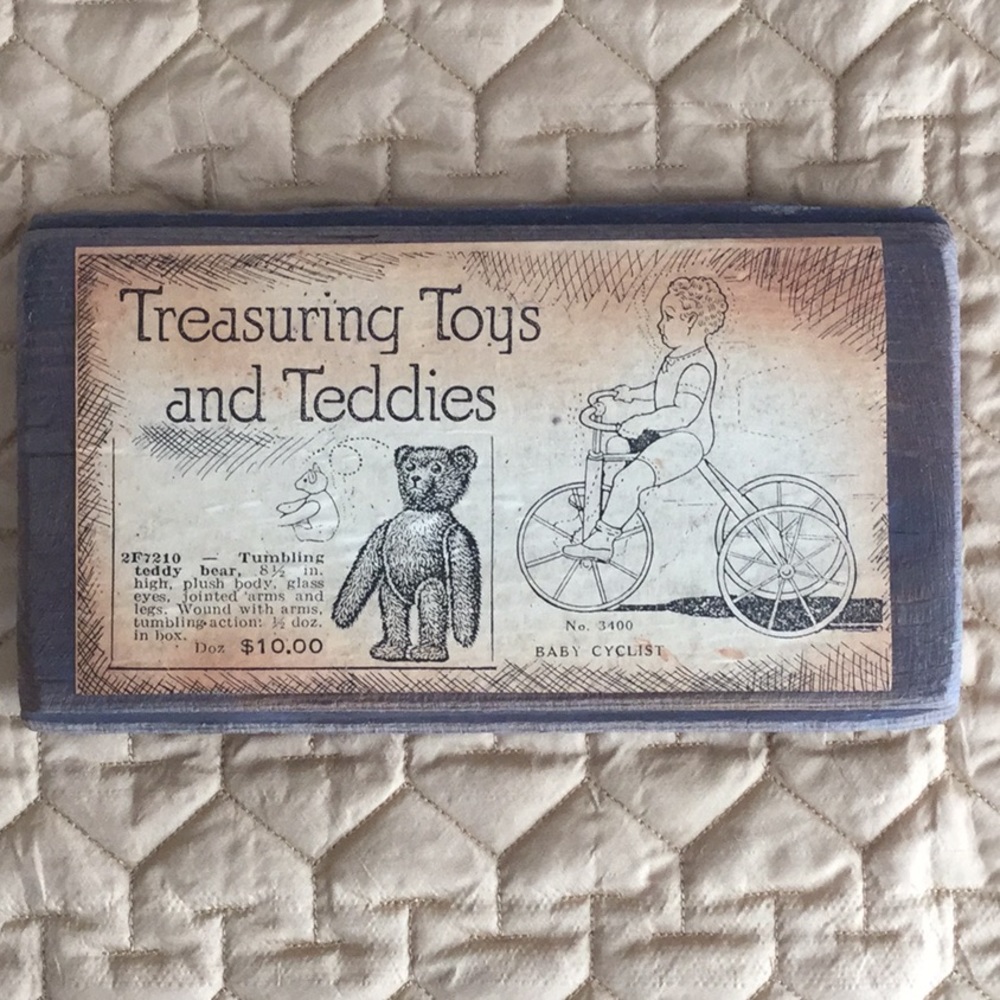 Treasuring Toys
and Teddies
2F7210 — Tumbling
teddy bear, 8½ in.
high, plush body, glass
eyes, jointed arms and
legs. Wound with arms,
tumbling action: ½ doz.
in box.
Doz $10.00
No. 3400
BABY CYCLIST